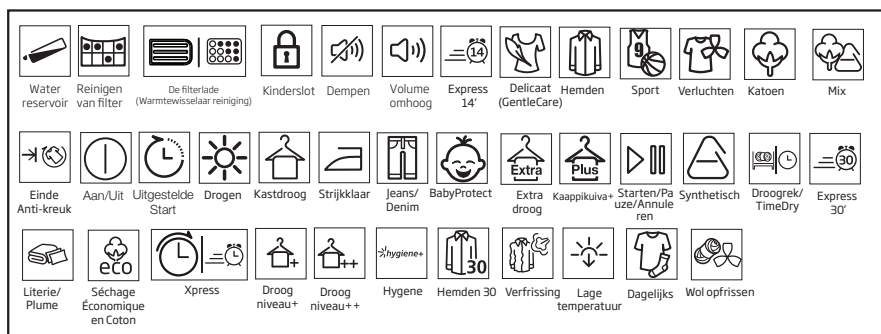 9
14
Water
reservoir
Reinigen
van filter
De filterlade
(Warmtewisselaar reiniging)
Kinderslot
Dempen
Volume
omhoog
Express
14'
Delicaat
(GentleCare)
Hemden
Sport
Verluchten
Katoen
Mix
Extra
Plus
30
Einde
Anti-kreuk
Aan/Uit
Uitgestelde
Start
Drogen
Kastdroog
Strijkklaar
Jeans/
Denim
BabyProtect
Extra
droog
Kaappikuiva+
Starten/Pa
uze/Annule
ren
Synthetisch
Droogrek/
TimeDry
Express
30'
eco
+
++
hygiene+
30
Literie/
Plume
Séchage
Économique
en Coton
Xpress
Droog
niveau+
Droog
niveau++
Hygene
Hemden 30
Verfrissing
Lage
temperatuur
Dagelijks
Wol opfrissen